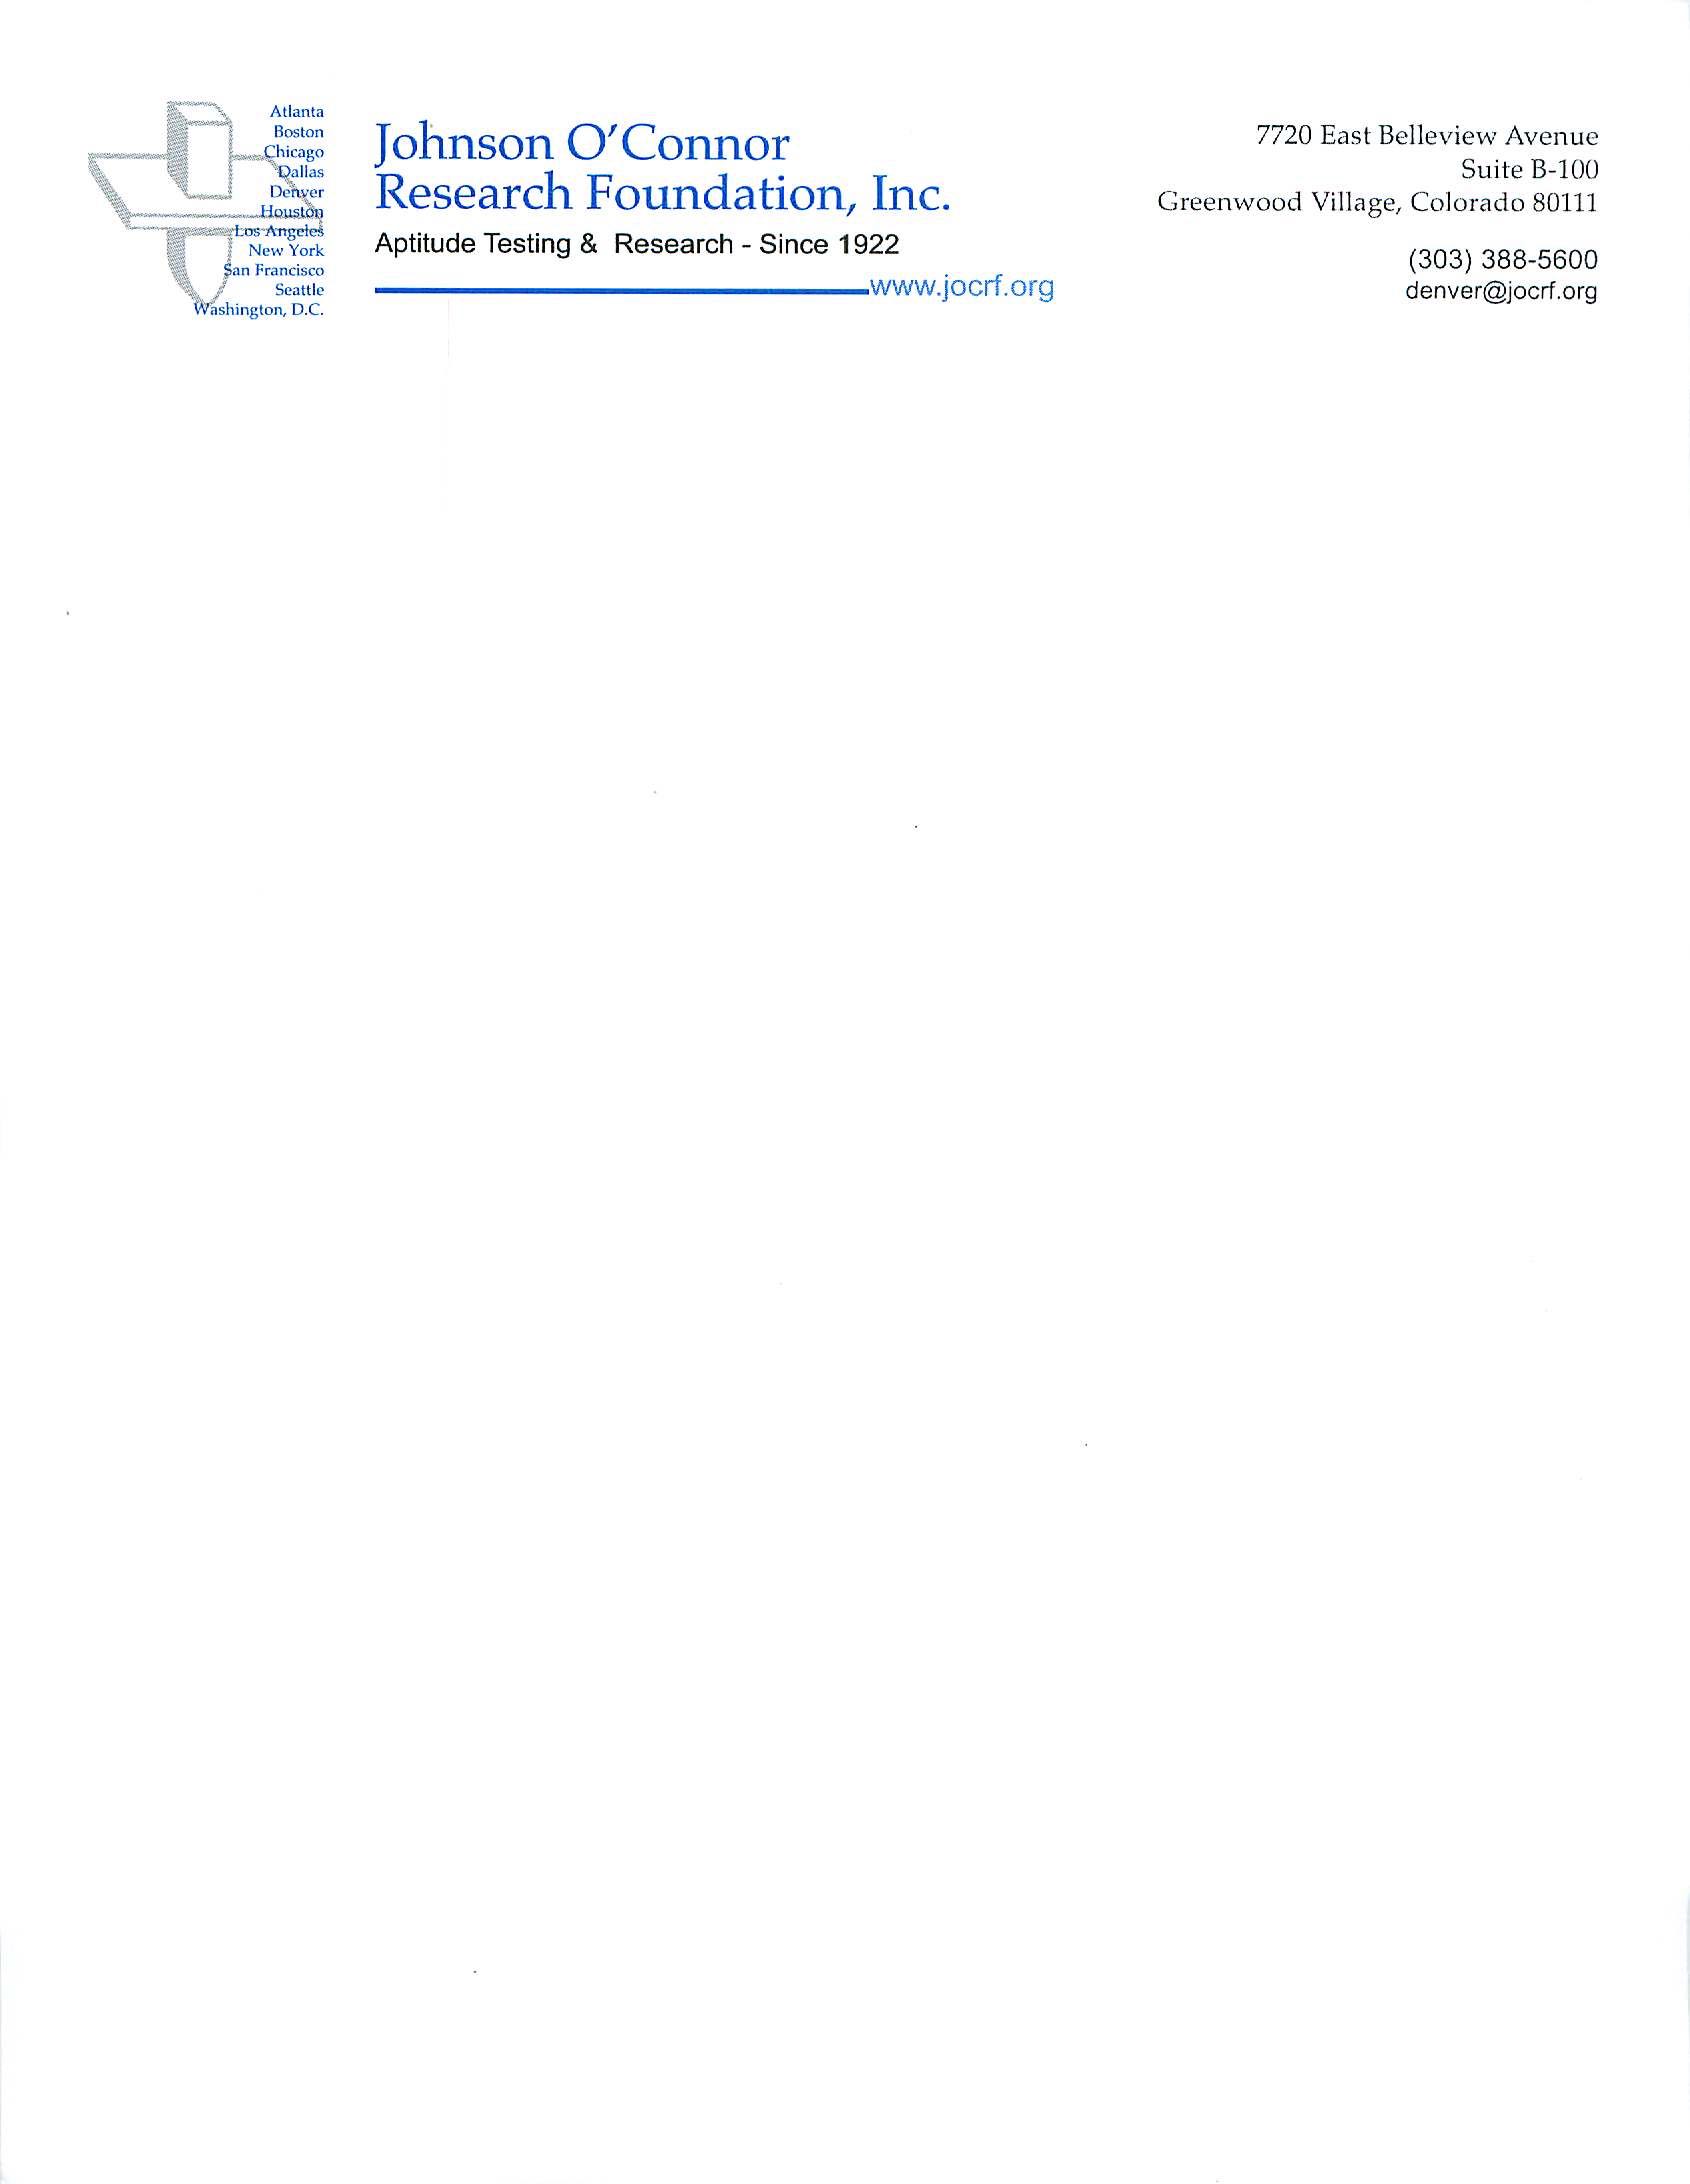 Atlanta
Boston
Chicago
Dallas
Denver
Houston
Los Angeles
New York
San Francisco
Seattle
Washington, D.C.
Johnson O'Connor
Research Foundation, Inc.
Aptitude Testing & Research - Since 1922
www.jocrf.org
7720 East Belleview Avenue
Suite B-100
Greenwood Village, Colorado 80111
(303) 388-5600
denver@jocrf.org